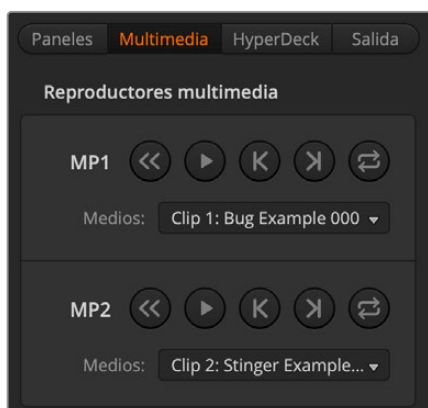 Paneles Multimedia HyperDeck Salida
Reproductores multimedia
MP1
Medios: Clip 1: Bug Example 000
MP2
Medios: Clip 2: Stinger Example...